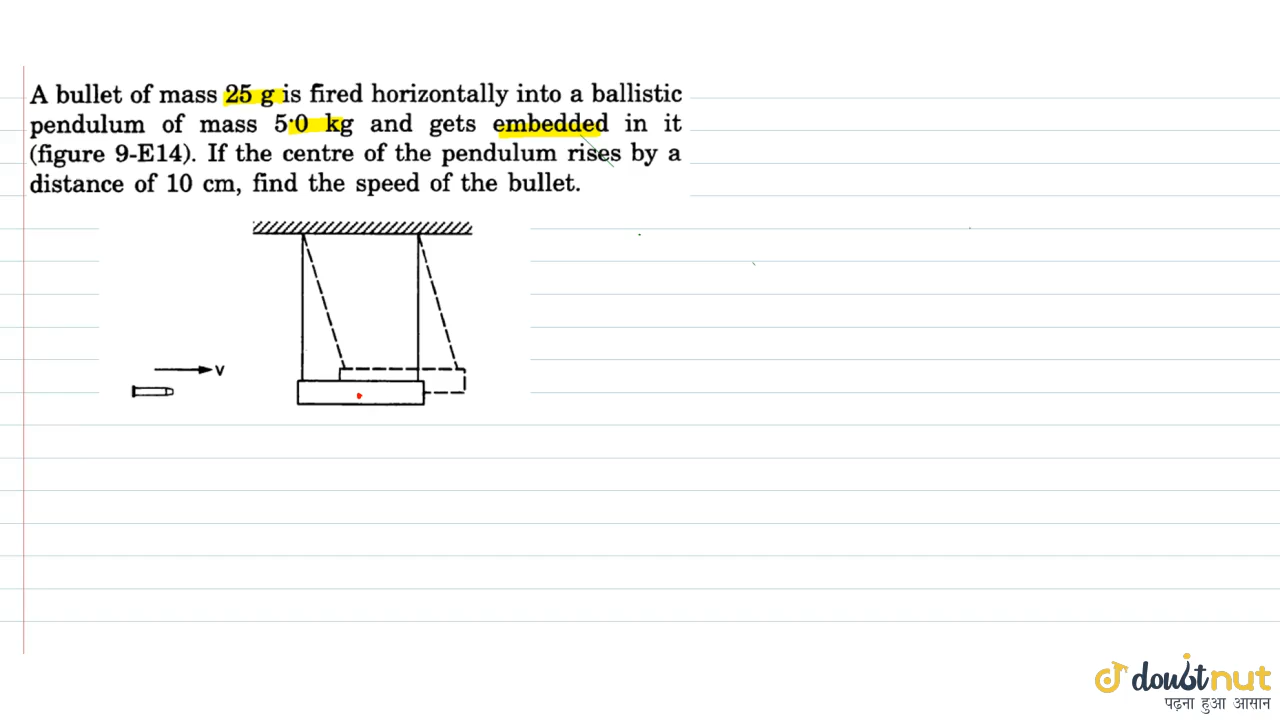 A bullet of mass 25 g is fired horizontally into a ballistic
pendulum of mass 5·0 kg and gets embedded in it
(figure 9-E14). If the centre of the pendulum rises by a
distance of 10 cm, find the speed of the bullet.
v
doubtnut
पढ़ना हुआ आसान